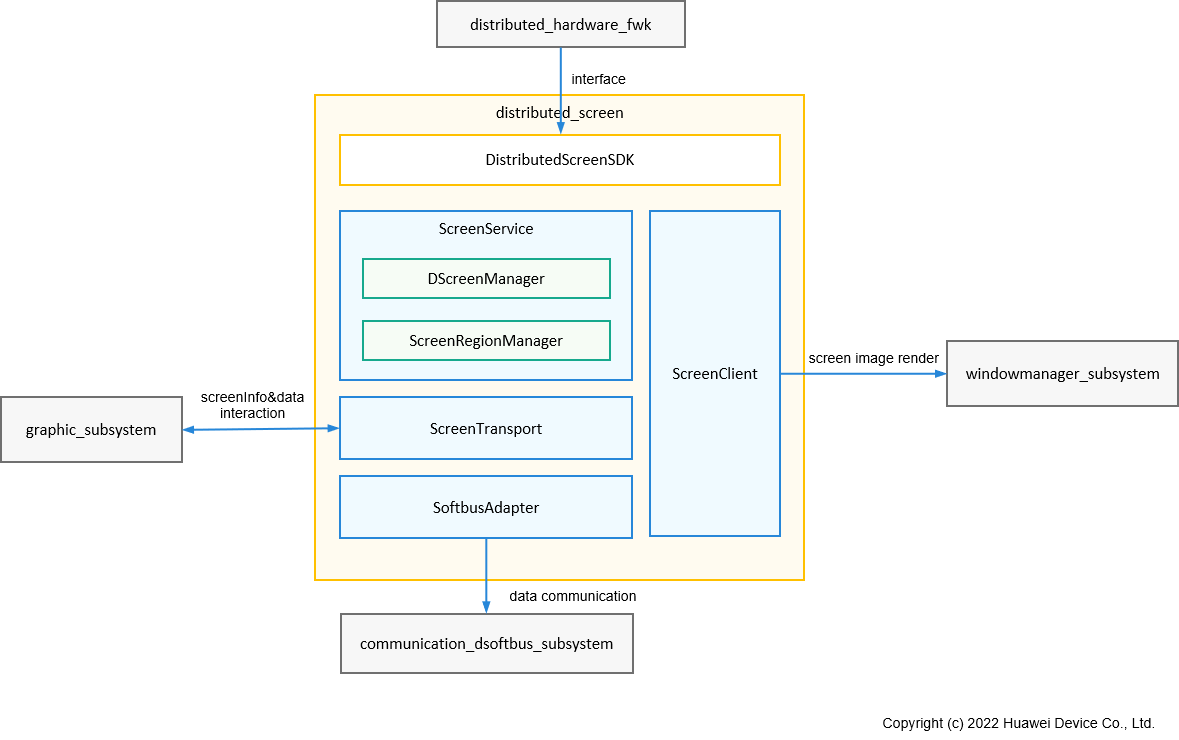 distributed_hardware_fwk
interface
distributed_screen
DistributedScreenSDK
ScreenService
DScreenManager
ScreenRegionManager
ScreenClient
screen image render
windowmanager_subsystem
screenInfo&data
interaction
graphic_subsystem
ScreenTransport
SoftbusAdapter
data communication
communication_dsoftbus_subsystem
Copyright (c) 2022 Huawei Device Co., Ltd.